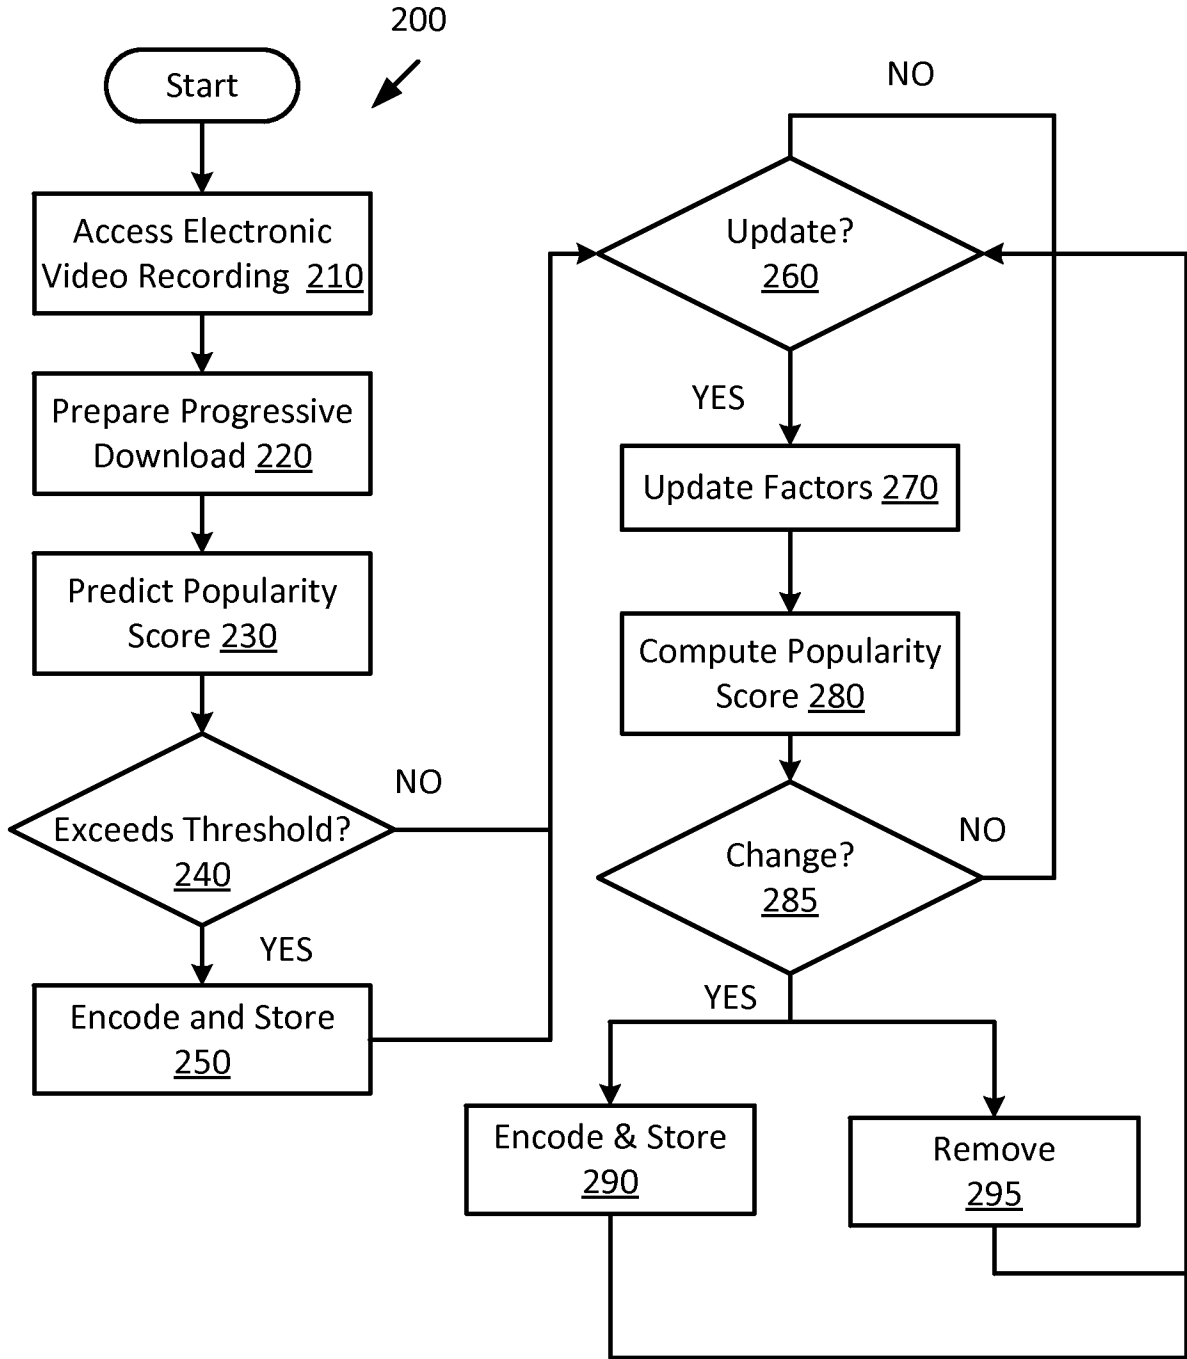 200
Start
Access Electronic
Video Recording 210
Prepare Progressive
Download 220
Predict Popularity
Score 230
Exceeds Threshold?
240
NO
YES
Encode and Store
250
NO
Update?
260
YES
Update Factors 270
Compute Popularity
Score 280
Change?
285
NO
YES
Encode & Store
290
Remove
295